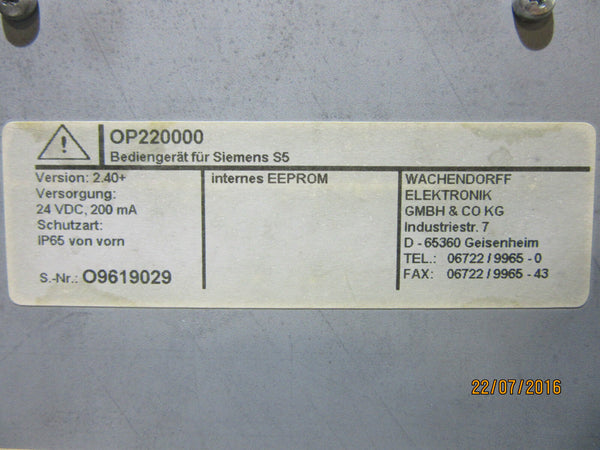 OP220000
Bediengerät für Siemens S5
Version: 2.40+
Versorgung:
24 VDC, 200 mA
Schutzart:
IP65 von vorn
S.-Nr.: O9619029
internes EEPROM
WACHENDORFF
ELEKTRONIK
GMBH & CO KG
Industriestr. 7
D - 65360 Geisenheim
TEL.: 06722 / 9965 - 0
FAX: 06722 / 9965 - 43
22/07/2016